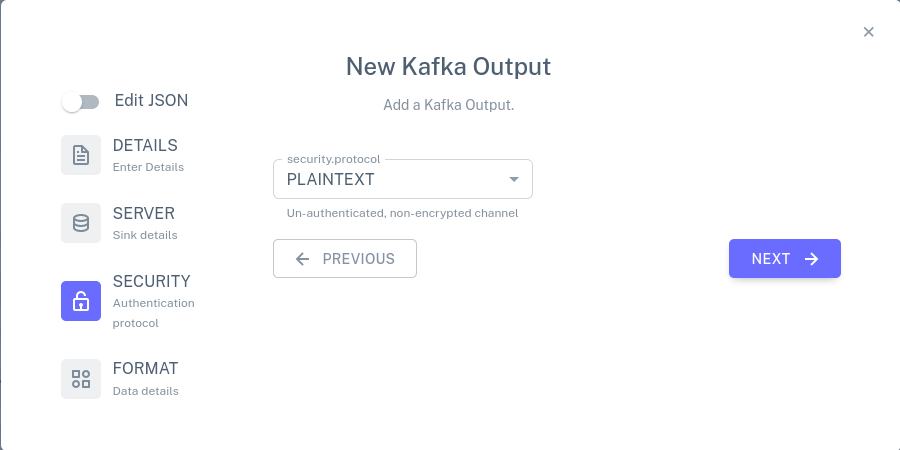 New Kafka Output
Add a Kafka Output.
Edit JSON
DETAILS
Enter Details
SERVER
Sink details
SECURITY
Authentication
protocol
FORMAT
Data details
security.protocol
PLAINTEXT
Un-authenticated, non-encrypted channel
PREVIOUS
NEXT